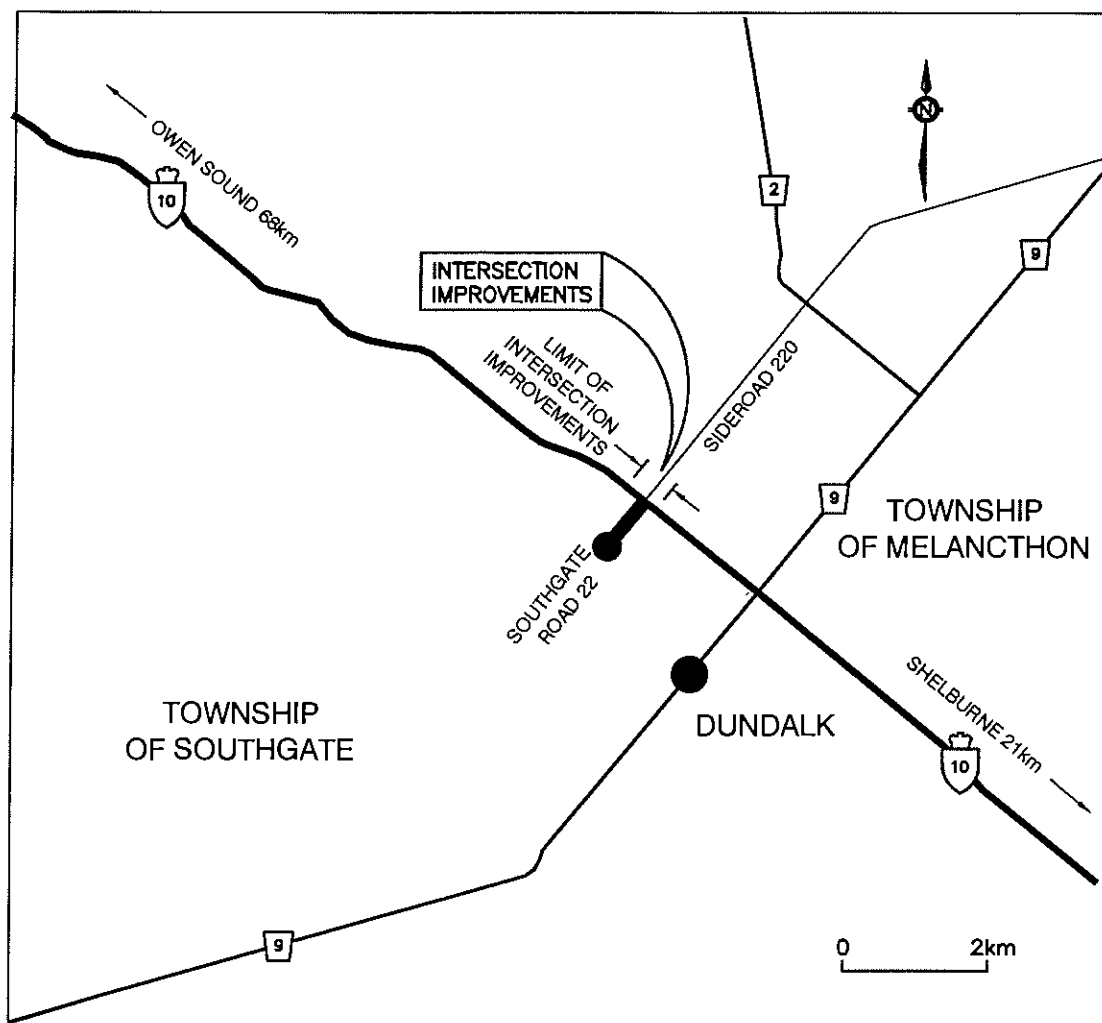 OWEN SOUND 68km
10
N
2
9
INTERSECTION
IMPROVEMENTS
LIMIT OF
INTERSECTION
IMPROVEMENTS
SIDEROAD 220
9
TOWNSHIP
OF MELANCTHON
SOUTHGATE
ROAD 22
SHELBURNE 21km
TOWNSHIP
OF SOUTHGATE
DUNDALK
10
9
0 2km